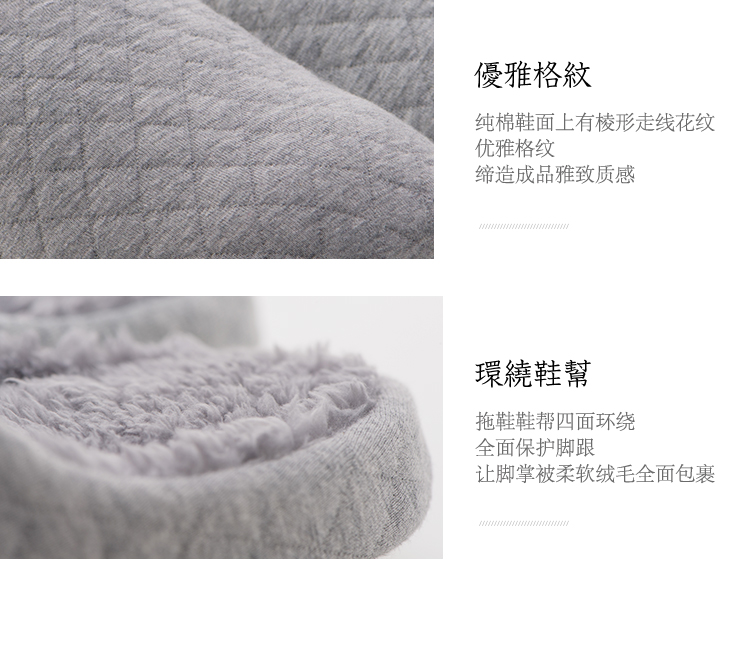 優雅格紋
纯棉鞋面上有棱形走线花纹
优雅格纹
缔造成品雅致质感
環繞鞋幫
拖鞋鞋帮四面环绕
全面保护脚跟
让脚掌被柔软绒毛全面包裹